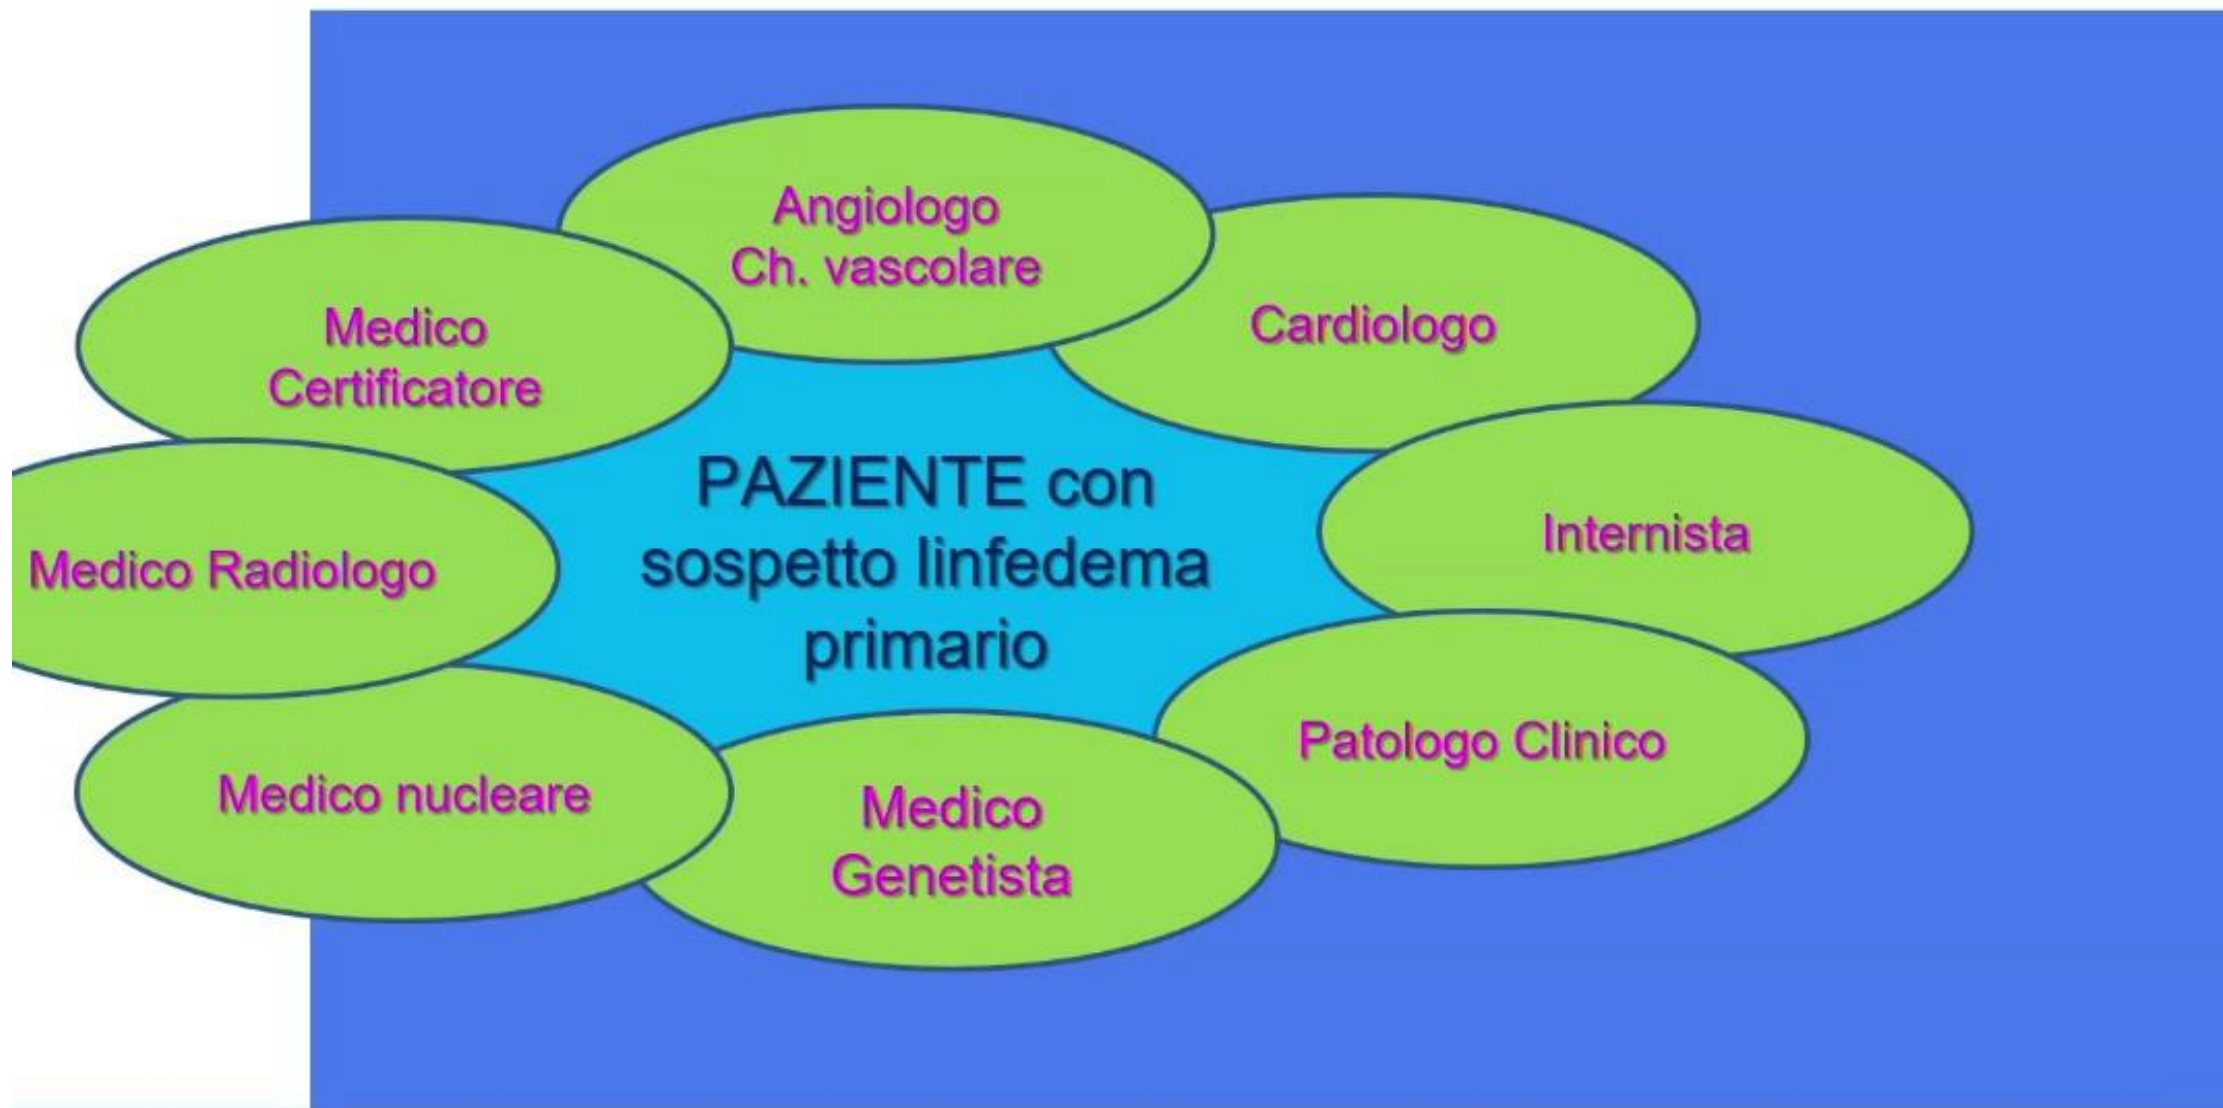 Angiologo
Ch. vascolare
Cardiologo
Medico
Certificatore
PAZIENTE con
sospetto linfedema
primario
Internista
Medico Radiologo
Patologo Clinico
Medico nucleare
Medico
Genetista